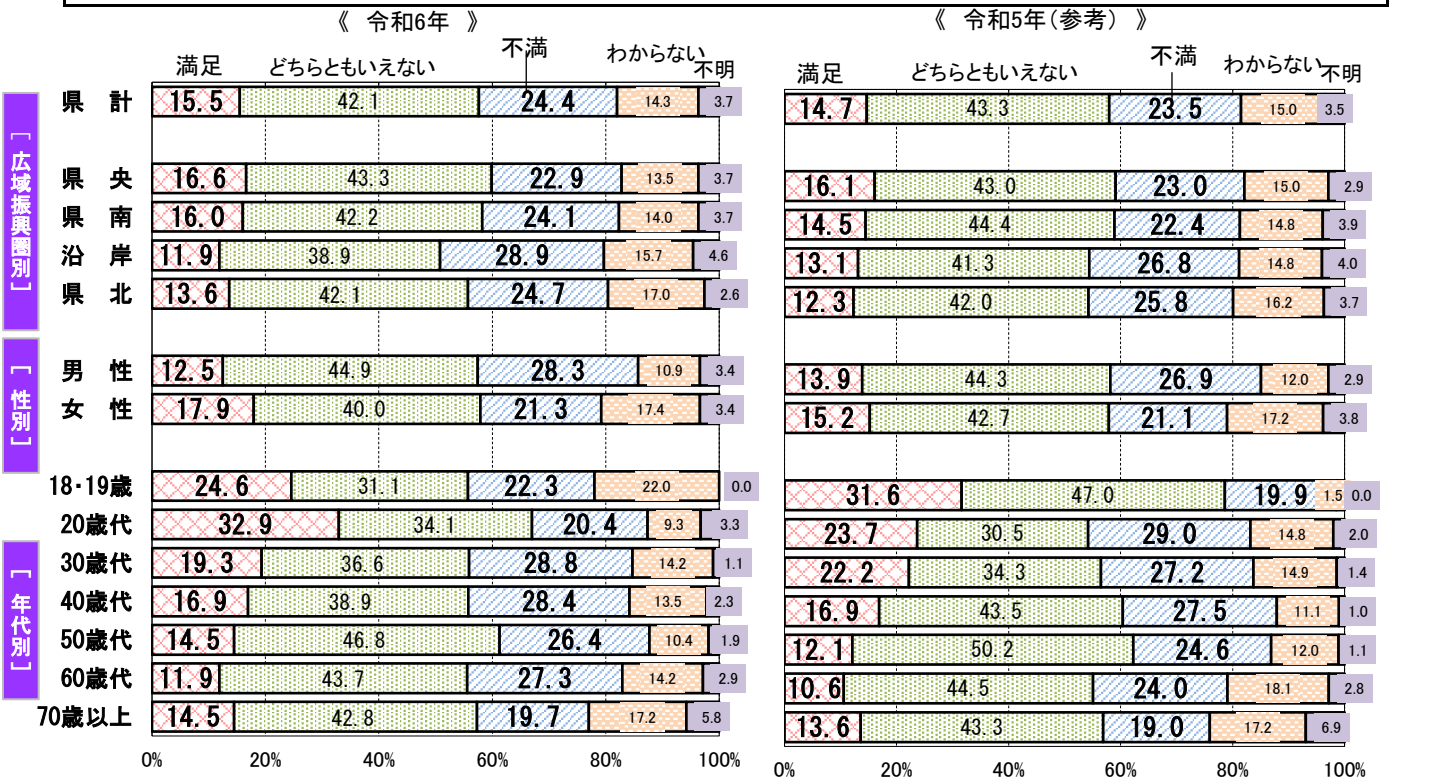 《 令和6年 》
《 令和5年(参考) 》
満足 どちらともいえない 不満 わからない 不明
満足 どちらともいえない 不満 わからない 不明
県 計 15.5 42.1 24.4 14.3 3.7 14.7 43.3 23.5 15.0 3.5
[広域振興圏別]
県 央 16.6 43.3 22.9 13.5 3.7 16.1 43.0 23.0 15.0 2.9
県 南 16.0 42.2 24.1 14.0 3.7 14.5 44.4 22.4 14.8 3.9
沿 岸 11.9 38.9 28.9 15.7 4.6 13.1 41.3 26.8 14.8 4.0
県 北 13.6 42.1 24.7 17.0 2.6 12.3 42.0 25.8 16.2 3.7
[性別]
男 性 12.5 44.9 28.3 10.9 3.4 13.9 44.3 26.9 12.0 2.9
女 性 17.9 40.0 21.3 17.4 3.4 15.2 42.7 21.1 17.2 3.8
[年代別]
18・19歳 24.6 31.1 22.3 22.0 0.0 31.6 47.0 19.9 1.5 0.0
20歳代 32.9 34.1 20.4 9.3 3.3 23.7 30.5 29.0 14.8 2.0
30歳代 19.3 36.6 28.8 14.2 1.1 22.2 34.3 27.2 14.9 1.4
40歳代 16.9 38.9 28.4 13.5 2.3 16.9 43.5 27.5 11.1 1.0
50歳代 14.5 46.8 26.4 10.4 1.9 12.1 50.2 24.6 12.0 1.1
60歳代 11.9 43.7 27.3 14.2 2.9 10.6 44.5 24.0 18.1 2.8
70歳以上 14.5 42.8 19.7 17.2 5.8 13.6 43.3 19.0 17.2 6.9
0% 20% 40% 60% 80% 100%
0% 20% 40% 60% 80% 100%